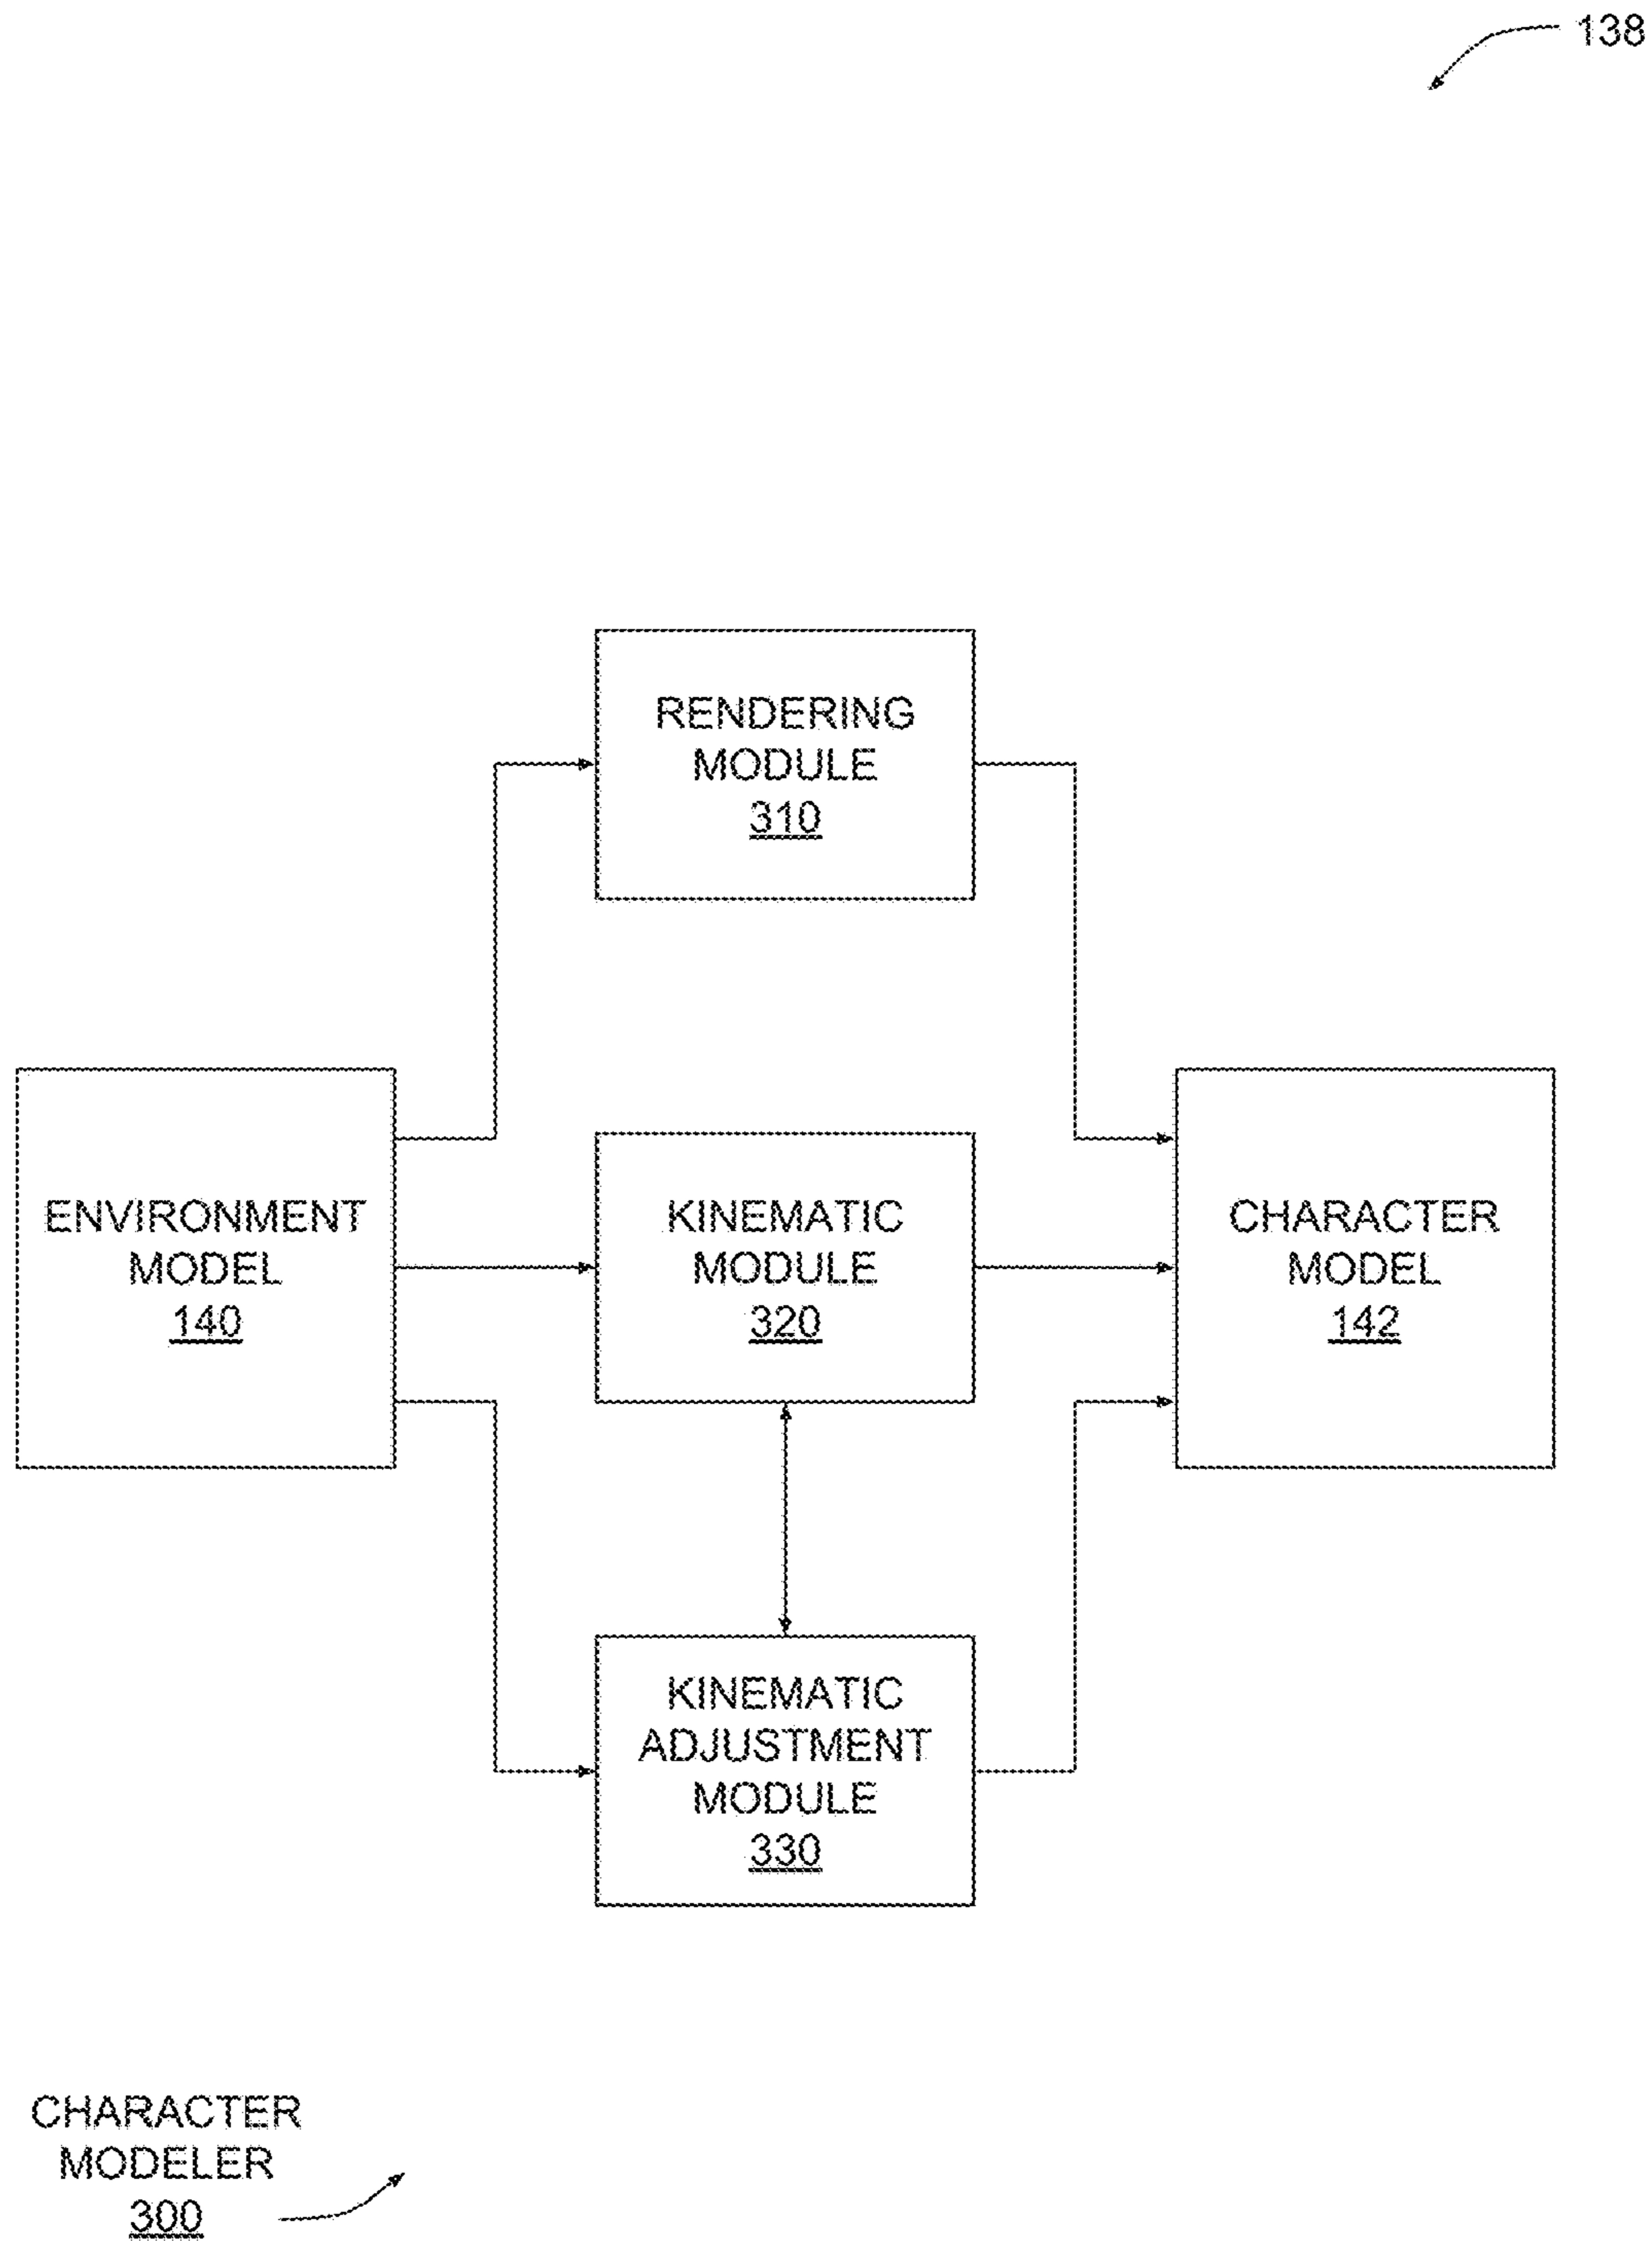 138
RENDERING
MODULE
310
ENVIRONMENT
MODEL
140
KINEMATIC
MODULE
320
CHARACTER
MODEL
142
KINEMATIC
ADJUSTMENT
MODULE
330
CHARACTER
MODELER
300